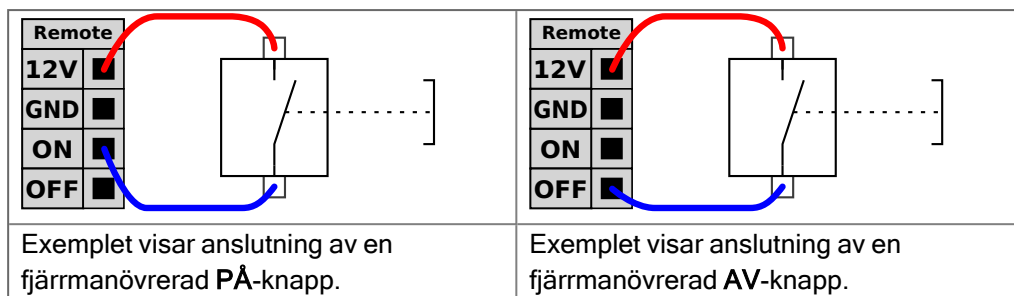 Remote
12V
GND
ON
OFF
Exemplet visar anslutning av en
fjärrmanövrerad PÅ-knapp.
Remote
12V
GND
ON
OFF
Exemplet visar anslutning av en
fjärrmanövrerad AV-knapp.